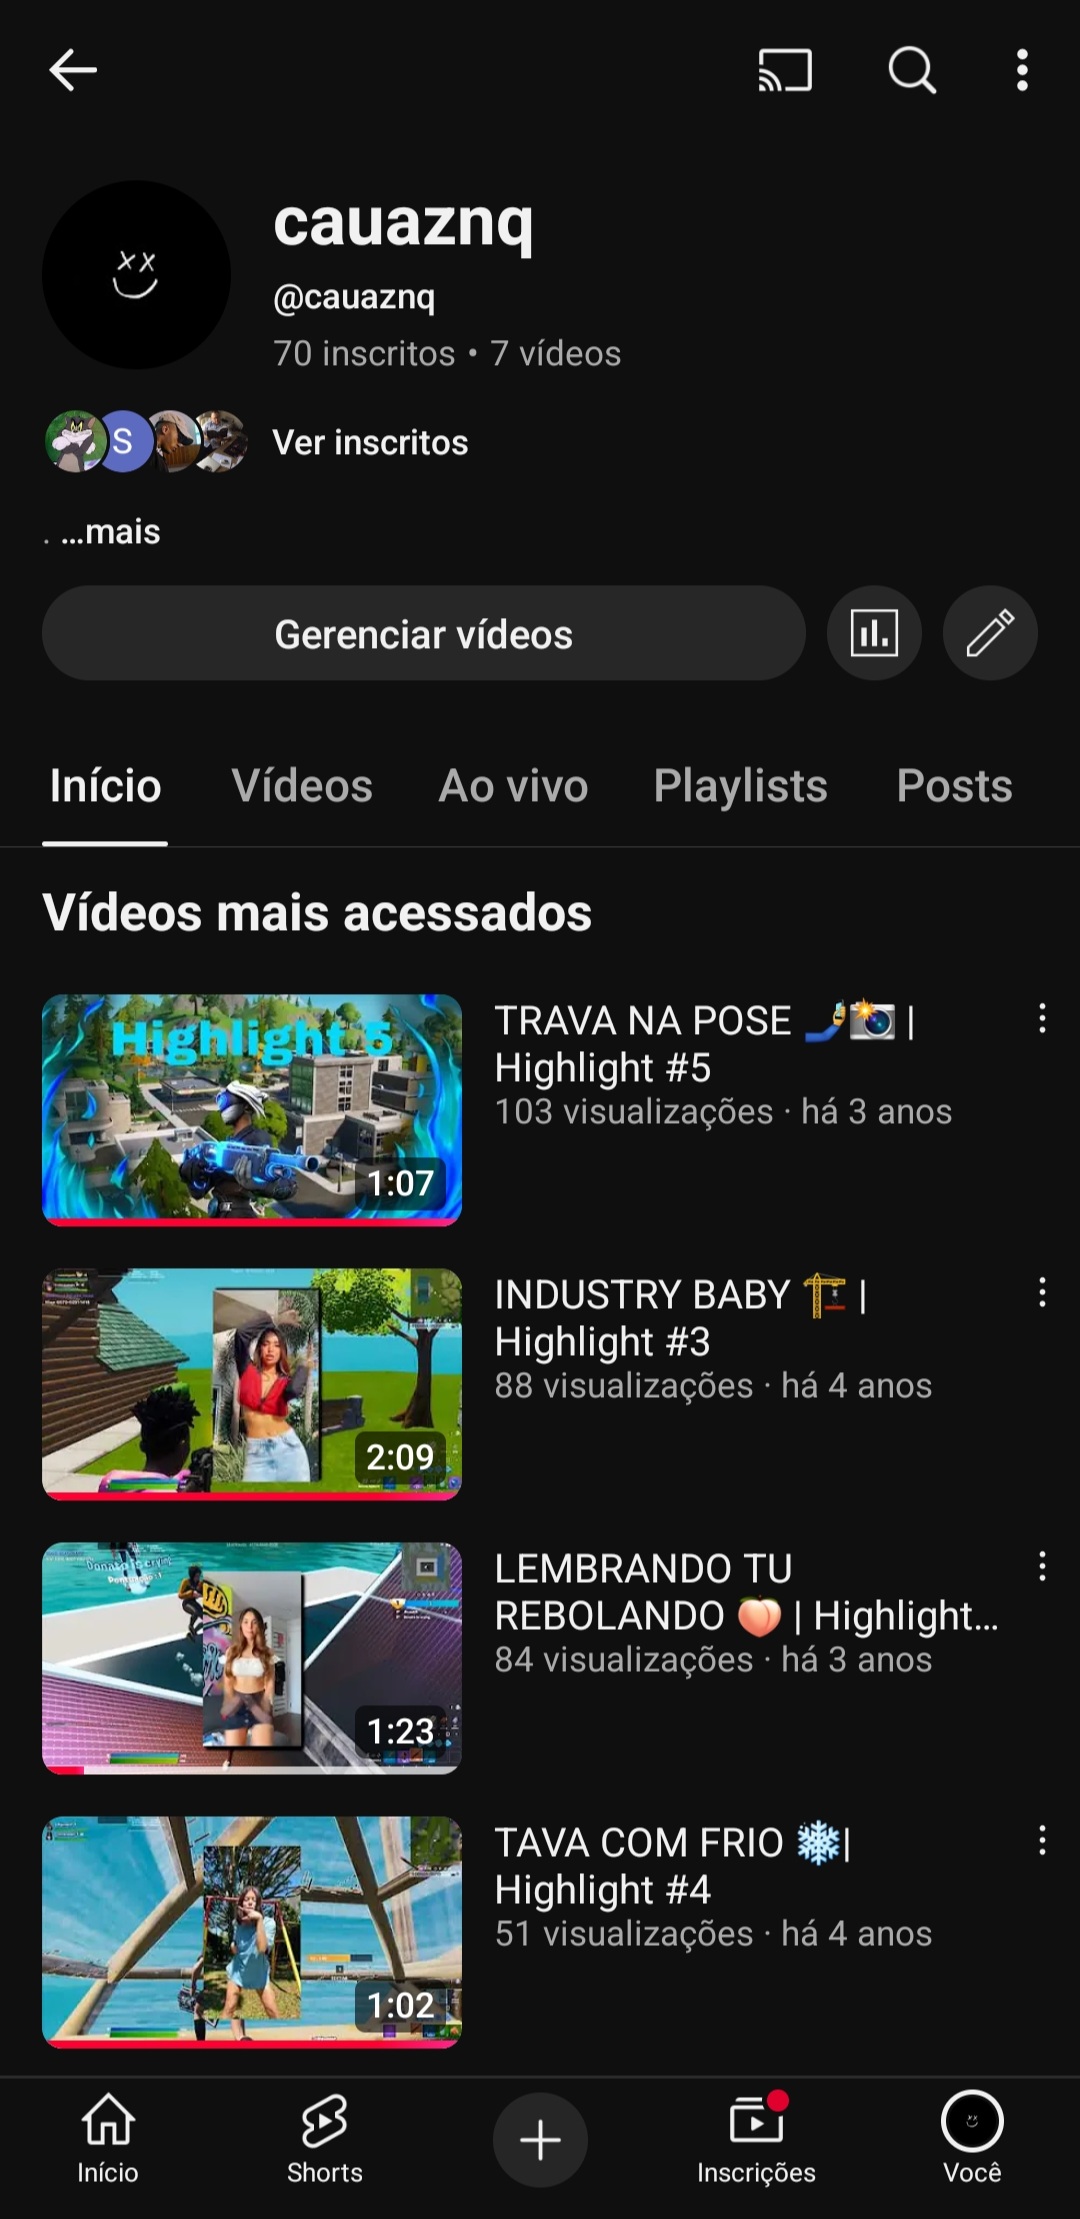 cauaznq
@cauaznq
70 inscritos • 7 vídeos
S
Ver inscritos
. ...mais
Gerenciar vídeos
Início
Vídeos
Ao vivo
Playlists
Posts
Vídeos mais acessados
Highlight 5
1:07
TRAVA NA POSE 🤳📸 |
Highlight #5
103 visualizações · há 3 anos
2:09
INDUSTRY BABY 🏗️ |
Highlight #3
88 visualizações · há 4 anos
Donato is crying
1:23
LEMBRANDO TU
REBOLANDO 🍑 | Highlight...
84 visualizações · há 3 anos
1:02
TAVA COM FRIO ❄️|
Highlight #4
51 visualizações · há 4 anos
Início
Shorts
Inscrições
Você